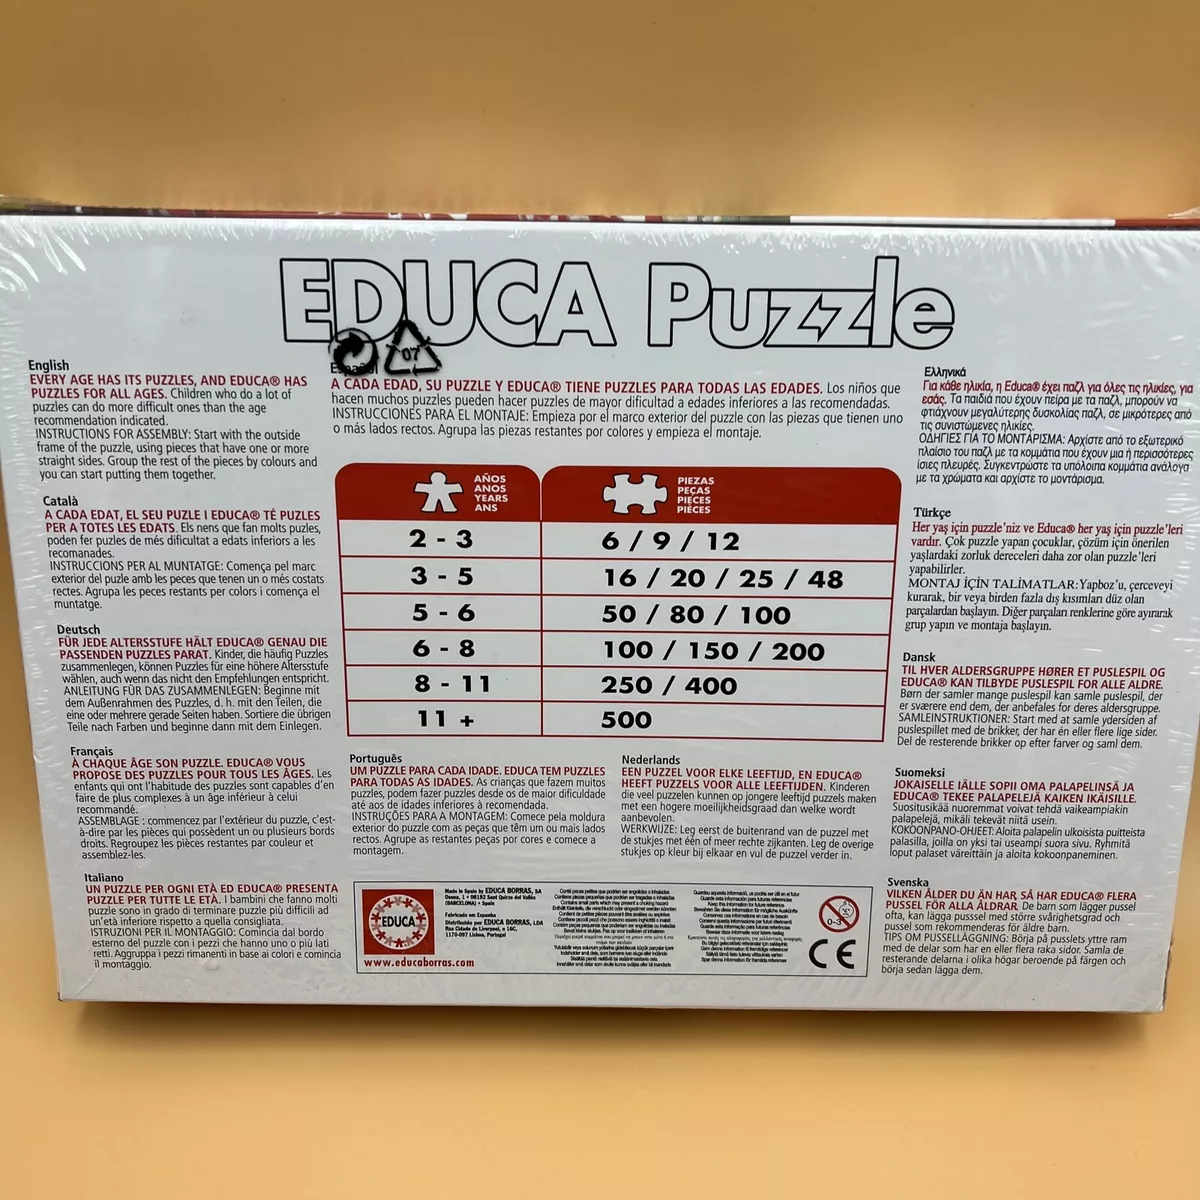 EDUCA Puzzle
07
English
EVERY AGE HAS ITS PUZZLES, AND EDUCA® HAS
PUZZLES FOR ALL AGES. Children who do a lot of
puzzles can do more difficult ones than the age
recommendation indicated.
INSTRUCTIONS FOR ASSEMBLY: Start with the outside
frame of the puzzle, using pieces that have one or more
straight sides. Group the rest of the pieces by colours and
you can start putting them together.
Català
A CADA EDAT, EL SEU PUZLE I EDUCA® TÉ PUZLES
PER A TOTES LES EDATS. Els nens que fan molts puzles,
poden fer puzles de més dificultat a edats inferiors a les
recomanades.
INSTRUCCIONS PER AL MUNTATGE: Comença pel marc
exterior del puzle amb les peces que tenen un o més costats
rectes. Agrupa les peces restants per colors i comença el
muntatge.
Deutsch
FÜR JEDE ALTERSSTUFE HÄLT EDUCA® GENAU DIE
PASSENDEN PUZZLES PARAT. Kinder, die häufig Puzzles
zusammenlegen, können Puzzles für eine höhere Altersstufe
wählen, auch wenn das nicht den Empfehlungen entspricht.
ANLEITUNG FÜR DAS ZUSAMMENLEGEN: Beginne mit
dem Außenrahmen des Puzzles, d. h. mit den Teilen, die
eine oder mehrere gerade Seiten haben. Sortiere die übrigen
Teile nach Farben und beginne dann mit dem Einlegen.
Français
À CHAQUE ÂGE SON PUZZLE. EDUCA® VOUS
PROPOSE DES PUZZLES POUR TOUS LES ÂGES. Les
enfants qui ont l'habitude des puzzles sont capables d'en
faire de plus complexes à un âge inférieur à celui
recommandé.
ASSEMBLAGE : commencez par l'extérieur du puzzle, c'est-
à-dire par les pièces qui possèdent un ou plusieurs bords
droits. Regroupez les pièces restantes par couleur et
assemblez-les.
Italiano
UN PUZZLE PER OGNI ETÀ ED EDUCA® PRESENTA
PUZZLE PER TUTTE LE ETÀ. I bambini che fanno molti
puzzle sono in grado di terminare puzzle più difficili ad
un'età inferiore rispetto a quella consigliata.
ISTRUZIONI PER IL MONTAGGIO: Comincia dal bordo
esterno del puzzle con i pezzi che hanno uno o più lati
retti. Aggruppa i pezzi rimanenti in base ai colori e comincia
il montaggio.
Español
A CADA EDAD, SU PUZZLE Y EDUCA® TIENE PUZZLES PARA TODAS LAS EDADES. Los niños que
hacen muchos puzzles pueden hacer puzzles de mayor dificultad a edades inferiores a las recomendadas.
INSTRUCCIONES PARA EL MONTAJE: Empieza por el marco exterior del puzzle con las piezas que tienen uno
o más lados rectos. Agrupa las piezas restantes por colores y empieza el montaje.
AÑOS
ANOS
YEARS
ANS
PIEZAS
PEÇAS
PIECES
PIÈCES
2 - 3 6 / 9 / 12
3 - 5 16 / 20 / 25 / 48
5 - 6 50 / 80 / 100
6 - 8 100 / 150 / 200
8 - 11 250 / 400
11 + 500
Português
UM PUZZLE PARA CADA IDADE. EDUCA TEM PUZZLES
PARA TODAS AS IDADES. As crianças que fazem muitos
puzzles, podem fazer puzzles desde os de maior dificuldade
até aos de idades inferiores à recomendada.
INSTRUÇÕES PARA A MONTAGEM: Comece pela moldura
exterior do puzzle com as peças que têm um ou mais lados
rectos. Agrupe as restantes peças por cores e comece a
montagem.
Nederlands
EEN PUZZEL VOOR ELKE LEEFTIJD, EN EDUCA®
HEEFT PUZZELS VOOR ALLE LEEFTIJDEN. Kinderen
die veel puzzelen kunnen op jongere leeftijd puzzels maken
met een hogere moeilijkheidsgraad dan welke wordt
aanbevolen.
WERKWIJZE: Leg eerst de buitenrand van de puzzel met
de stukjes met één of meer rechte zijkanten. Leg de overige
stukjes op kleur bij elkaar en vul de puzzel verder in.
EDUCA
www.educaborras.com
Made in Spain by EDUCA BORRAS, SA
Osona, 1 • 08192 Sant Quirze del Vallès
(BARCELONA) • Spain
Fabricado em Espanha
Distribuído por EDUCA BORRAS, LDA
Rua Cidade de Liverpool, n 16C,
1170-097 Lisboa, Portugal
0-3
CE
Ελληνικά
Για κάθε ηλικία, η Educa® έχει παζλ για όλες τις ηλικίες, για
εσάς. Τα παιδιά που έχουν πείρα με τα παζλ, μπορούν να
φτιάχνουν μεγαλύτερης δυσκολίας παζλ, σε μικρότερες από
τις συνιστώμενες ηλικίες.
ΟΔΗΓΙΕΣ ΓΙΑ ΤΟ ΜΟΝΤΑΡΙΣΜΑ: Αρχίστε από το εξωτερικό
πλαίσιο του παζλ με τα κομμάτια που έχουν μια ή περισσότερες
ίσιες πλευρές. Συγκεντρώστε τα υπόλοιπα κομμάτια ανάλογα
με τα χρώματα και αρχίστε το μοντάρισμα.
Türkçe
Her yaş için puzzle'niz ve Educa® her yaş için puzzle'leri
vardır. Çok puzzle yapan çocuklar, çözüm için önerilen
yaşlardaki zorluk dereceleri daha zor olan puzzle'leri
yapabilirler.
MONTAJ İÇİN TALİMATLAR: Yapboz'u, çerceveyi
kurarak, bir veya birden fazla dış kısımları düz olan
parçalardan başlayın. Diğer parçaları renklerine göre ayırarak
grup yapın ve montaja başlayın.
Dansk
TIL HVER ALDERSGRUPPE HØRER ET PUSLESPIL OG
EDUCA® KAN TILBYDE PUSLESPIL FOR ALLE ALDRE.
Børn der samler mange puslespil kan samle puslespil, der
er sværere end dem, der anbefales for deres aldersgruppe.
SAMLEINSTRUKTIONER: Start med at samle ydersiden af
puslespillet med de brikker, der har én eller flere lige sider.
Del de resterende brikker op efter farver og saml dem.
Suomeksi
JOKAISELLE IÄLLE SOPII OMA PALAPELINSÄ JA
EDUCA® TEKEE PALAPELEJÄ KAIKEN IKÄISILLE.
Suositusikää nuoremmat voivat tehdä vaikeampiakin
palapelejä, mikäli tekevät niitä usein.
KOKOONPANO-OHJEET: Aloita palapelin ulkoisista puitteista
palasilla, joilla on yksi tai useampi suora sivu. Ryhmitä
loput palaset väreittäin ja aloita kokoonpaneminen.
Svenska
VILKEN ÅLDER DU ÄN HAR, SÅ HAR EDUCA® FLERA
PUSSEL FÖR ALLA ÅLDRAR. De barn som lägger pussel
ofta, kan lägga pusssel med större svårighetsgrad och
pussel som rekommenderas för äldre barn.
TIPS OM PUSSELLÄGGNING: Börja på pusslets yttre ram
med de delar som har en eller flera raka sidor. Samla de
resterande delarna i olika högar beroende på färgen och
börja sedan lägga dem.